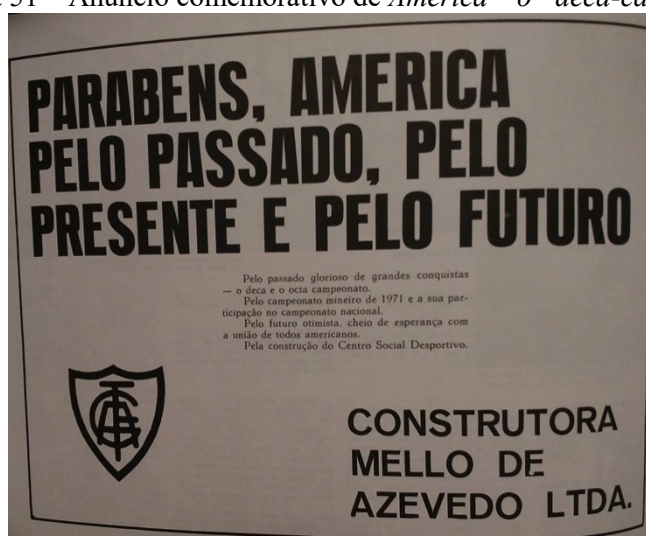 51 Anúncio comemorativo de América o deca-ca
PARABENS, AMERICA
PELO PASSADO, PELO
PRESENTE E PELO FUTURO
Pelo passado glorioso de grandes conquistas
— o deca e o octa campeonato.
Pelo campeonato mineiro de 1971 e a sua par-
ticipação no campeonato nacional.
Pelo futuro otimista. cheio de esperança com
a união de todos americanos.
Pela construção do Centro Social Desportivo.
CONSTRUTORA
MELLO DE
AZEVEDO LTDA.